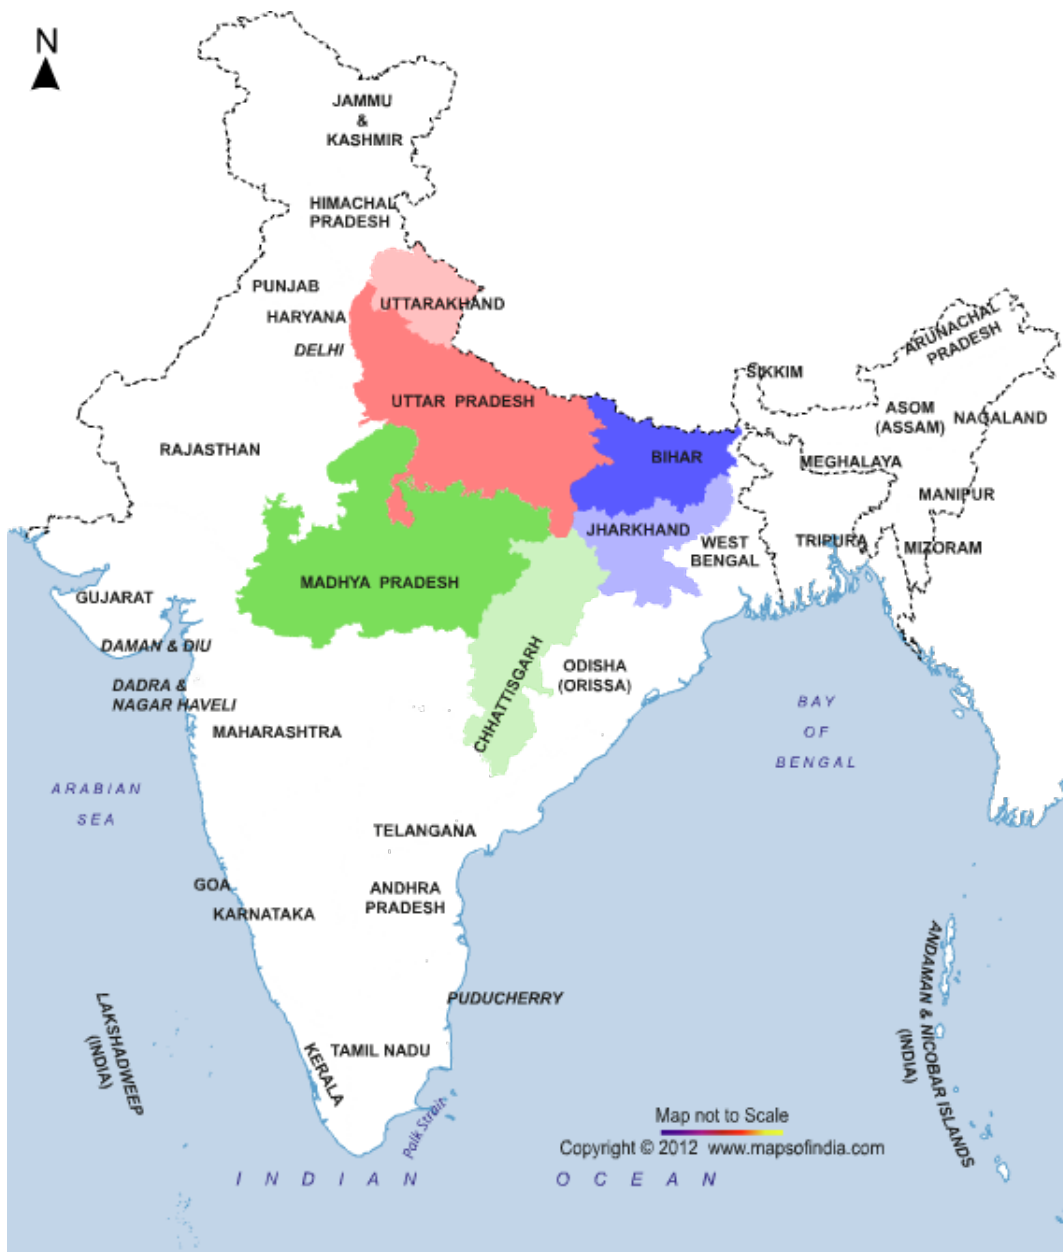 N
JAMMU
&
KASHMIR
HIMACHAL
PRADESH
PUNJAB
UTTARAKHAND
HARYANA
DELHI
ARUNACHAL
PRADESH
SIKKIM
UTTAR PRADESH
ASOM
(ASSAM)
NAGALAND
RAJASTHAN
BIHAR
MEGHALAYA
MANIPUR
JHARKHAND
WEST
BENGAL
TRIPURA
MIZORAM
MADHYA PRADESH
GUJARAT
DAMAN & DIU
DADRA &
NAGAR HAVELI
CHHATTISGARH
ODISHA
(ORISSA)
MAHARASHTRA
BAY
OF
BENGAL
ARABIAN
SEA
TELANGANA
GOA
KARNATAKA
ANDHRA
PRADESH
PUDUCHERRY
LAKSHADWEEP
(INDIA)
ANDAMAN & NICOBAR ISLANDS
(INDIA)
KERALA
TAMIL NADU
Palk Strait
Map not to Scale
Copyright © 2012 www.mapsofindia.com
INDIAN OCEAN